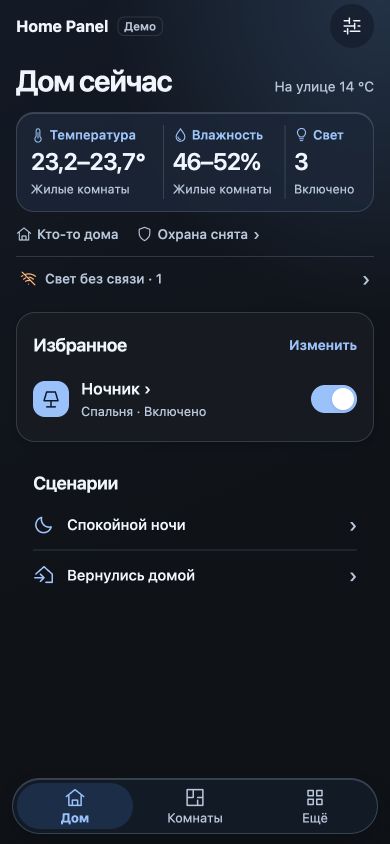 Home Panel Демо
Дом сейчас
На улице 14 °C
Температура Влажность Свет
23,2–23,7° 46–52% 3
Жилые комнаты Жилые комнаты Включено
Кто-то дома Охрана снята ›
Свет без связи · 1 ›
Избранное Изменить
Ночник ›
Спальня · Включено
Сценарии
Спокойной ночи ›
Вернулись домой ›
Дом Комнаты Ещё